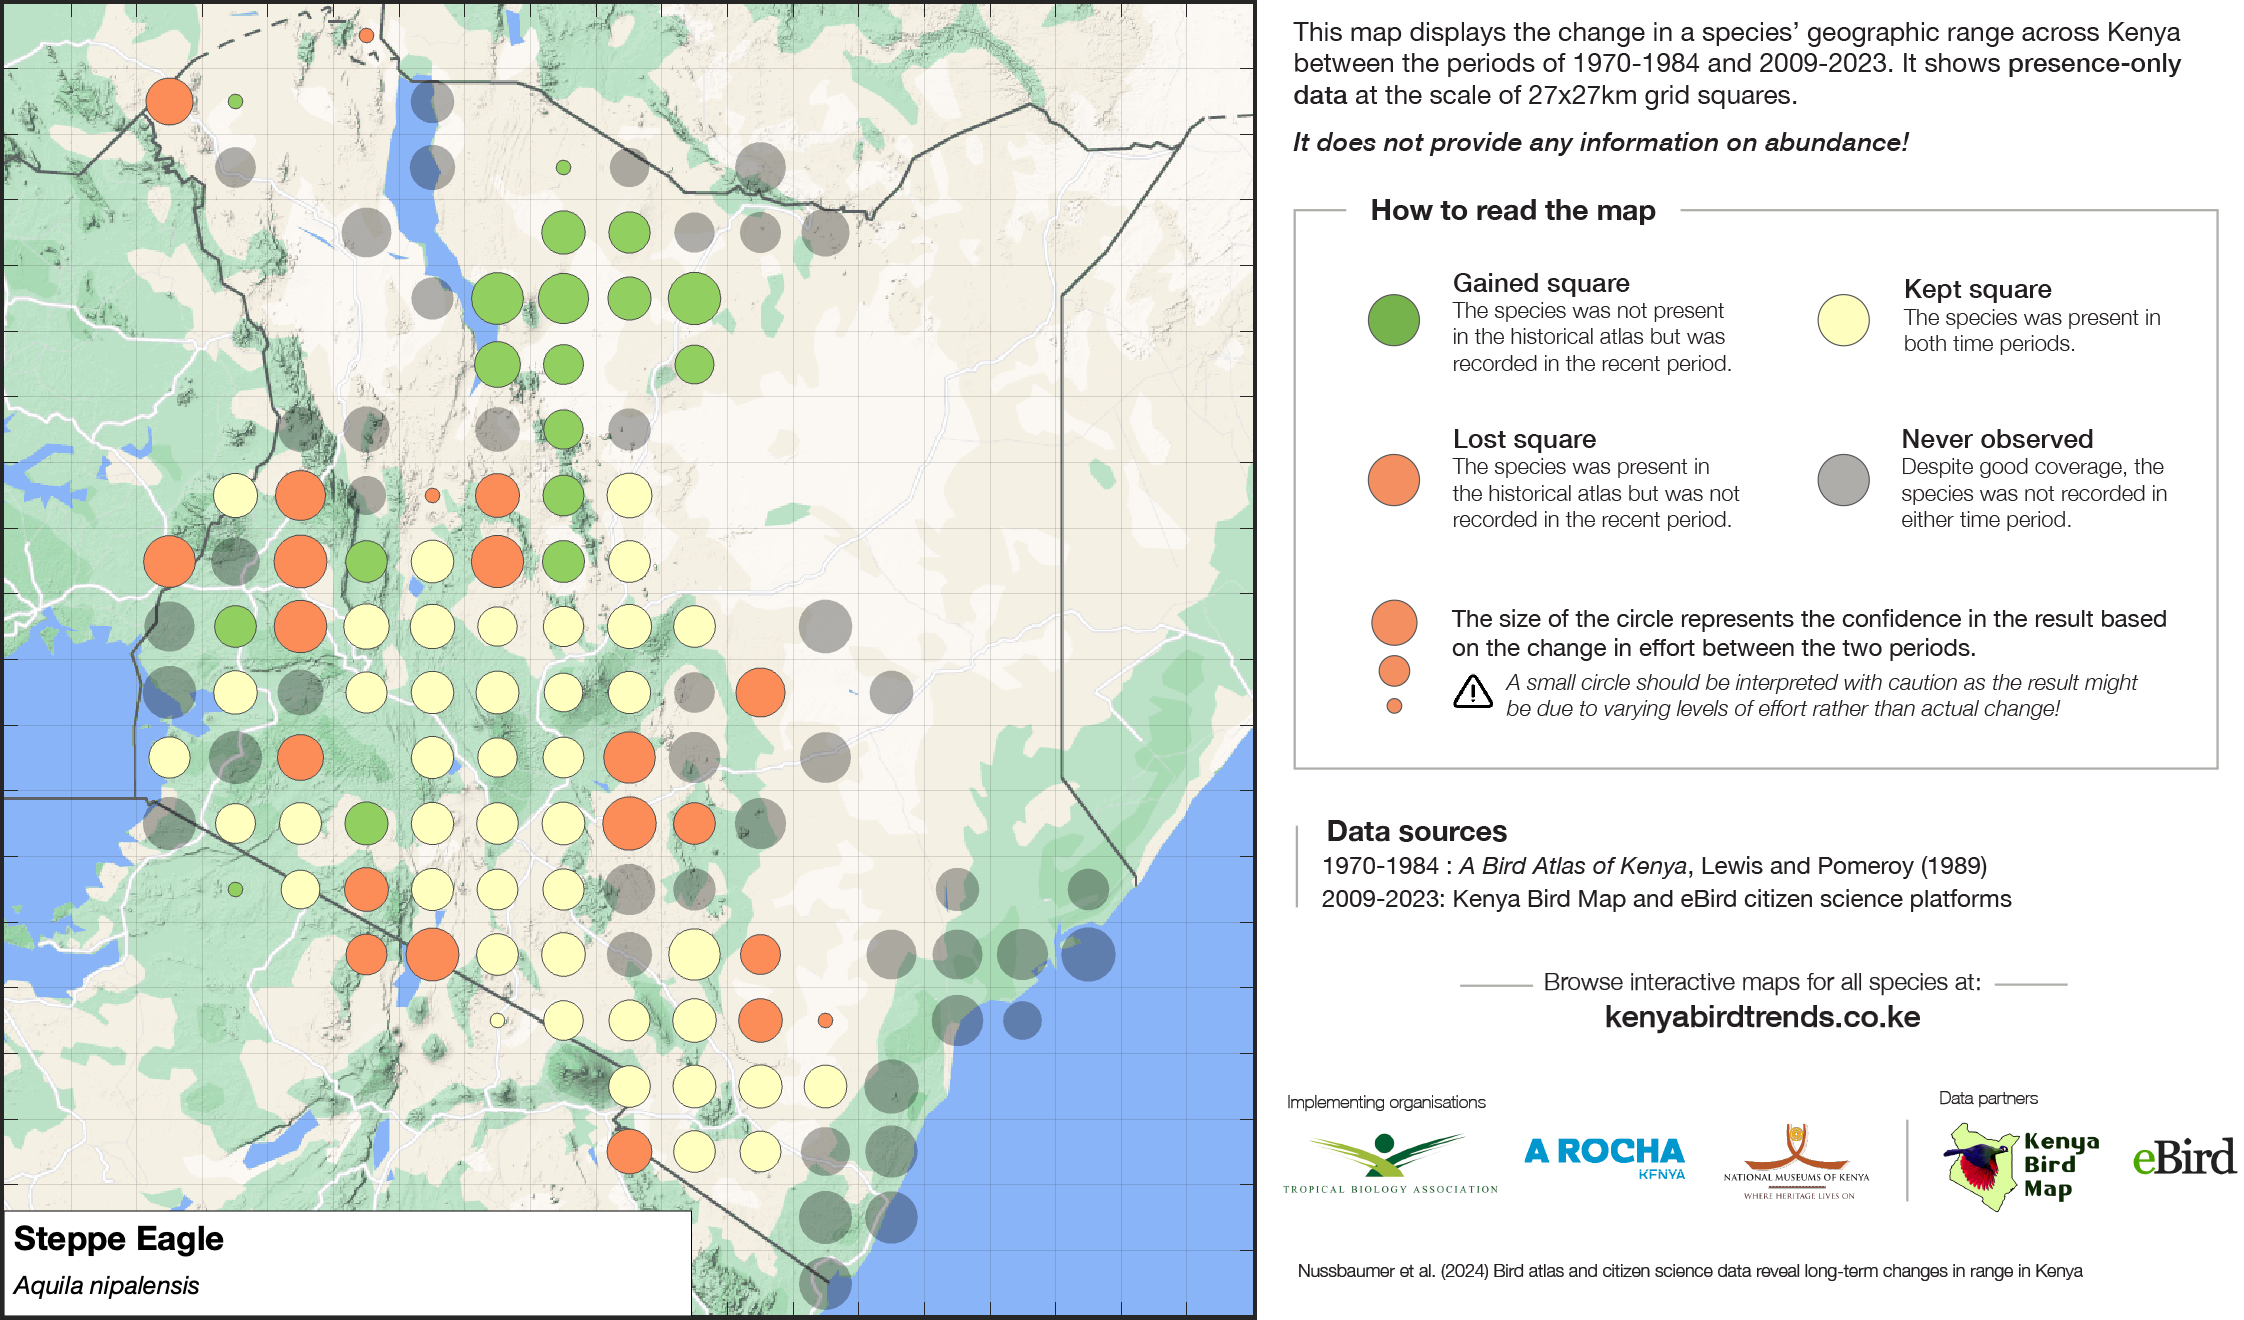 This map displays the change in a species' geographic range across Kenya
between the periods of 1970-1984 and 2009-2023. It shows presence-only
data at the scale of 27x27km grid squares.
It does not provide any information on abundance!
How to read the map
Gained square
The species was not present
in the historical atlas but was
recorded in the recent period.
Kept square
The species was present in
both time periods.
Lost square
The species was present in
the historical atlas but was not
recorded in the recent period.
Never observed
Despite good coverage, the
species was not recorded in
either time period.
The size of the circle represents the confidence in the result based
on the change in effort between the two periods.
A small circle should be interpreted with caution as the result might
be due to varying levels of effort rather than actual change!
Data sources
1970-1984 : A Bird Atlas of Kenya, Lewis and Pomeroy (1989)
2009-2023: Kenya Bird Map and eBird citizen science platforms
Browse interactive maps for all species at:
kenyabirdtrends.co.ke
Implementing organisations
Data partners
TROPICAL BIOLOGY ASSOCIATION
A ROCHA
KENYA
NATIONAL MUSEUMS OF KENYA
WHERE HERITAGE LIVES ON
Kenya
Bird
Map
eBird
Steppe Eagle
Aquila nipalensis
Nussbaumer et al. (2024) Bird atlas and citizen science data reveal long-term changes in range in Kenya